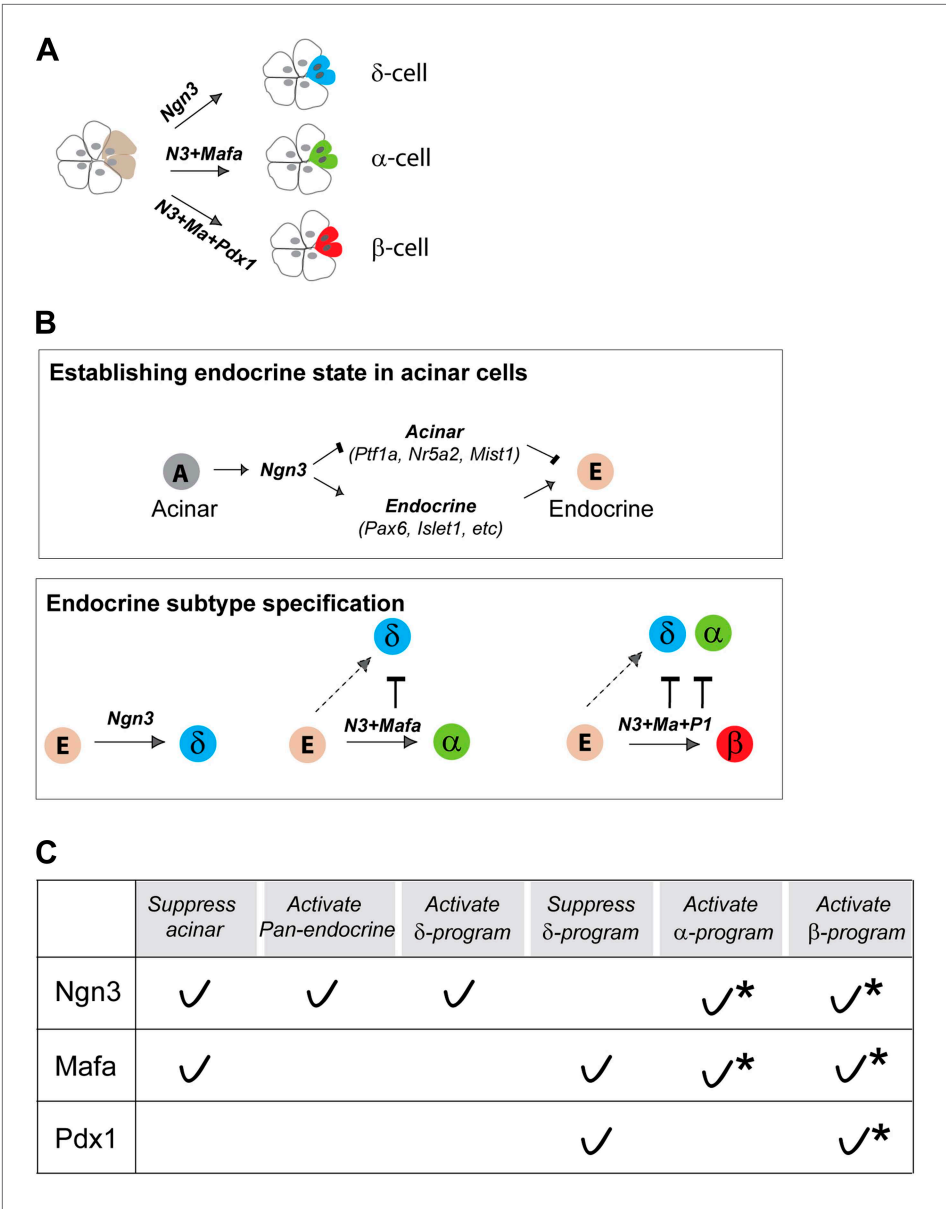 A
Ngn3
δ-cell
N3+Mafa
α-cell
N3+Ma+Pdx1
β-cell
B
Establishing endocrine state in acinar cells
Acinar
(Ptf1a, Nr5a2, Mist1)
A
Ngn3
E
Acinar
Endocrine
Endocrine
(Pax6, Islet1, etc)
Endocrine subtype specification
δ
δ α
Ngn3
N3+Mafa
N3+Ma+P1
E
δ
E
α
E
β
C
Suppress acinar
Activate Pan-endocrine
Activate δ-program
Suppress δ-program
Activate α-program
Activate β-program
Ngn3 ✓ ✓ ✓ ✓* ✓*
Mafa ✓ ✓ ✓* ✓*
Pdx1 ✓ ✓*